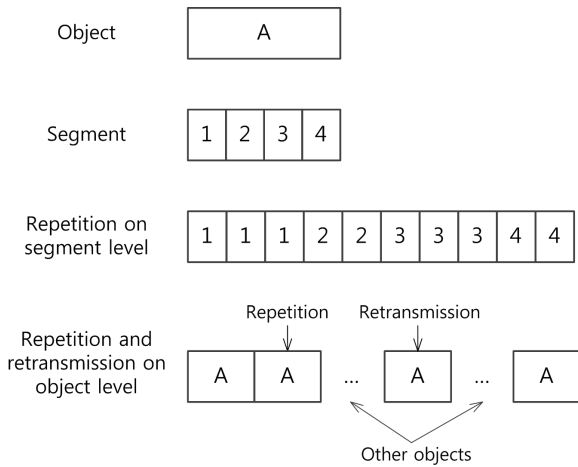 Object
A
Segment
1 2 3 4
Repetition on
segment level
1 1 1 2 2 3 3 3 4 4
Repetition Retransmission
Repetition and
retransmission on
object level
A A ... A ... A
Other objects